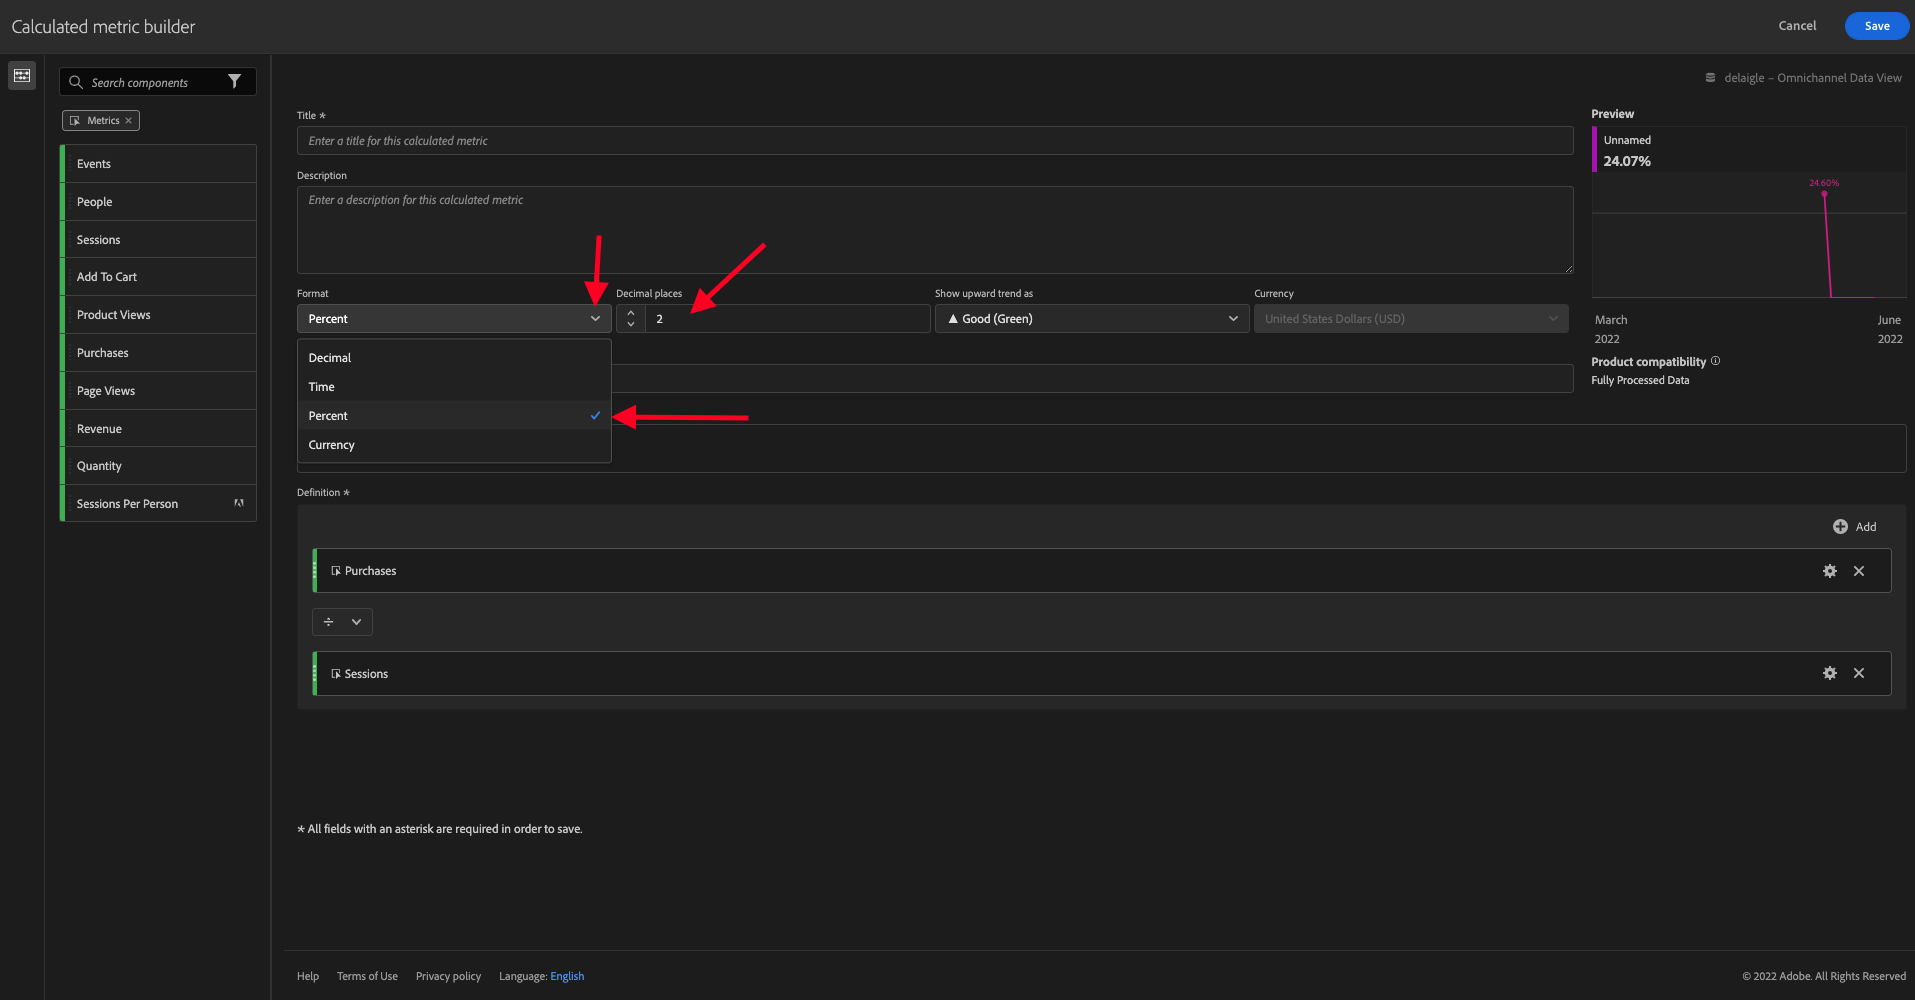 Calculated metric builder
Cancel
Save
Search components
Metrics
Events
People
Sessions
Add To Cart
Product Views
Purchases
Page Views
Revenue
Quantity
Sessions Per Person
delaigle – Omnichannel Data View
Title *
Enter a title for this calculated metric
Description
Enter a description for this calculated metric
Format
Decimal places
Show upward trend as
Currency
Percent
2
Good (Green)
United States Dollars (USD)
Decimal
Time
Percent
Currency
Preview
Unnamed
24.07%
24.60%
March
2022
June
2022
Product compatibility
Fully Processed Data
Definition *
Add
Purchases
÷
Sessions
* All fields with an asterisk are required in order to save.
Help
Terms of Use
Privacy policy
Language: English
© 2022 Adobe. All Rights Reserved